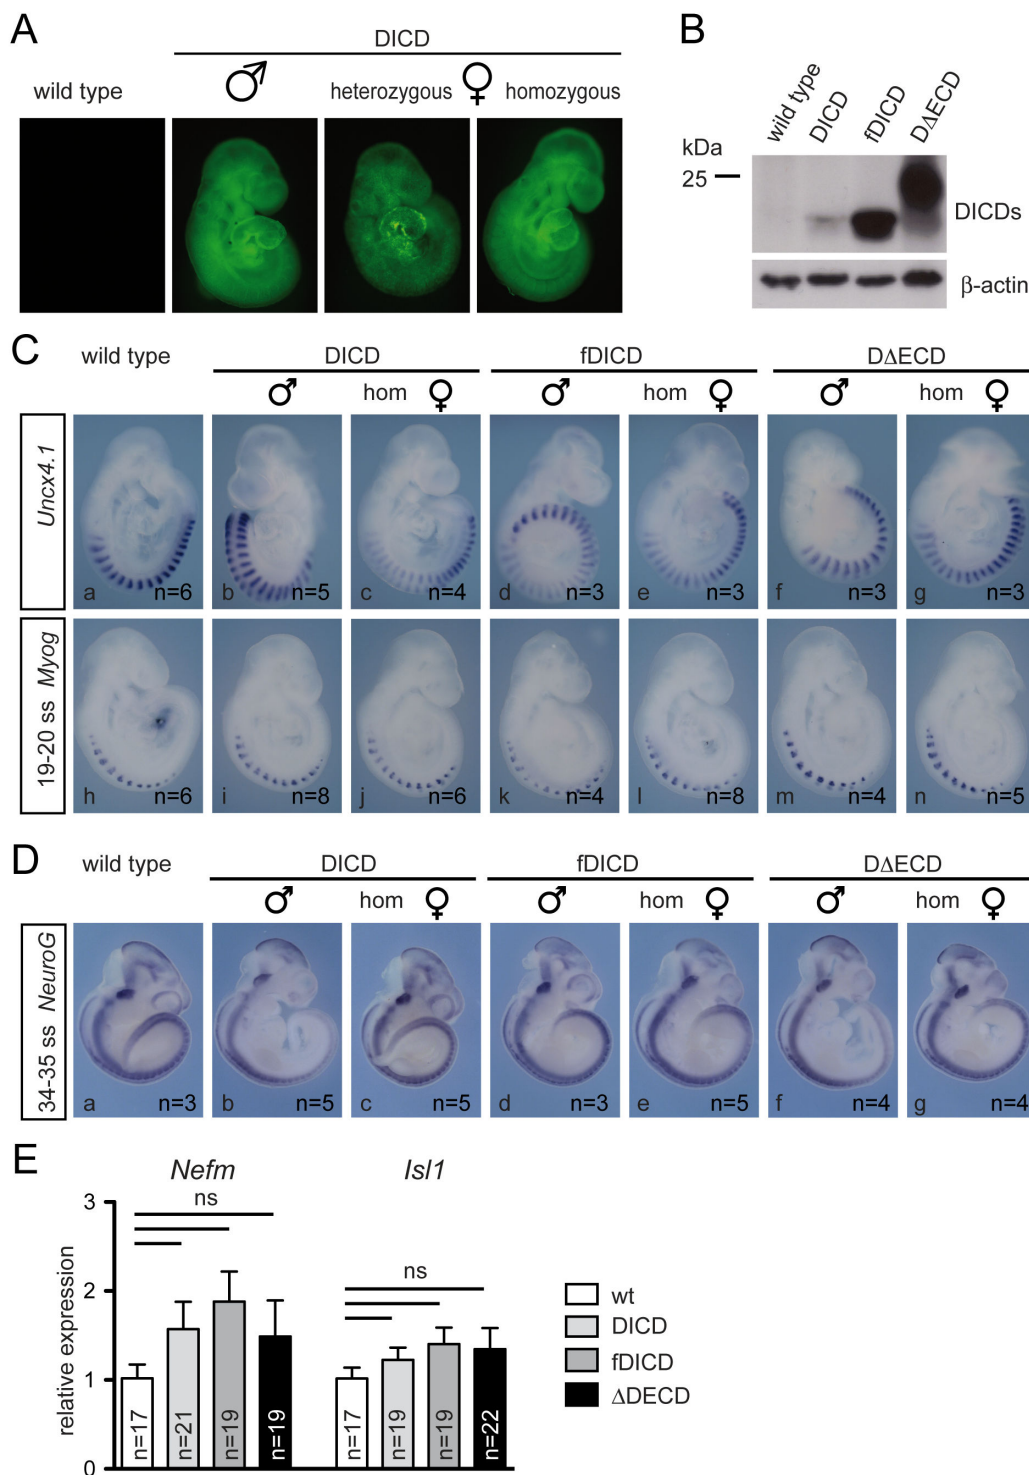 A
DICD
wild type
heterozygous
homozygous
B
wild type
DICD
fDICD
DΔECD
kDa
25
DICDs
β-actin
C
wild type
DICD
fDICD
DΔECD
hom
hom
hom
Uncx4.1
a n=6
b n=5
c n=4
d n=3
e n=3
f n=3
g n=3
19-20 ss Myog
h n=6
i n=8
j n=6
k n=4
l n=8
m n=4
n n=5
D
wild type
DICD
fDICD
DΔECD
hom
hom
hom
34-35 ss NeuroG
a n=3
b n=5
c n=5
d n=3
e n=5
f n=4
g n=4
E
Nefm
Isl1
relative expression
3
2
1
0
ns
ns
n=17
n=21
n=19
n=19
n=17
n=19
n=19
n=22
wt
DICD
fDICD
ΔDECD